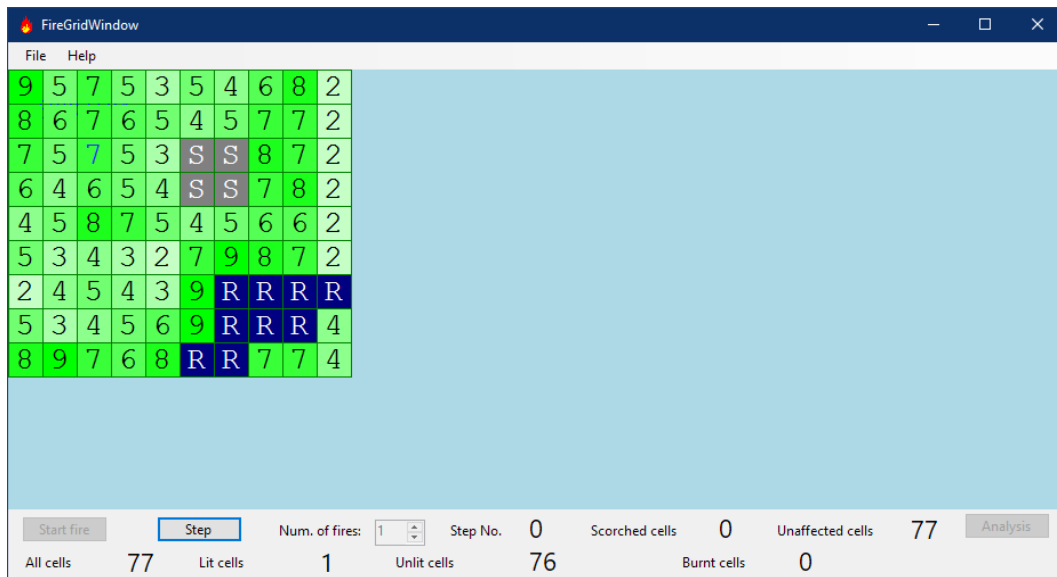 FireGridWindow
File Help
9 5 7 5 3 5 4 6 8 2
8 6 7 6 5 4 5 7 7 2
7 5 7 5 3 S S 8 7 2
6 4 6 5 4 S S 7 8 2
4 5 8 7 5 4 5 6 6 2
5 3 4 3 2 7 9 8 7 2
2 4 5 4 3 9 R R R R
5 3 4 5 6 9 R R R 4
8 9 7 6 8 R R 7 7 4
Start fire Step Num. of fires: 1 Step No. 0 Scorched cells 0 Unaffected cells 77 Analysis
All cells 77 Lit cells 1 Unlit cells 76 Burnt cells 0